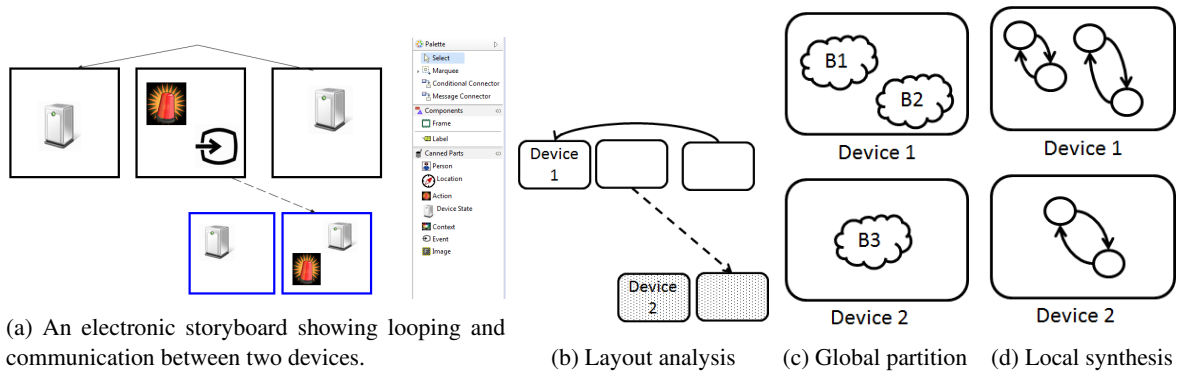 Palette
Select
Marquee
Conditional Connector
Message Connector
Components
Frame
Label
Canned Parts
Person
Location
Action
Device State
Context
Event
Image
(a) An electronic storyboard showing looping and
communication between two devices.
Device
1
Device
2
(b) Layout analysis
B1
B2
Device 1
B3
Device 2
(c) Global partition
Device 1
Device 2
(d) Local synthesis